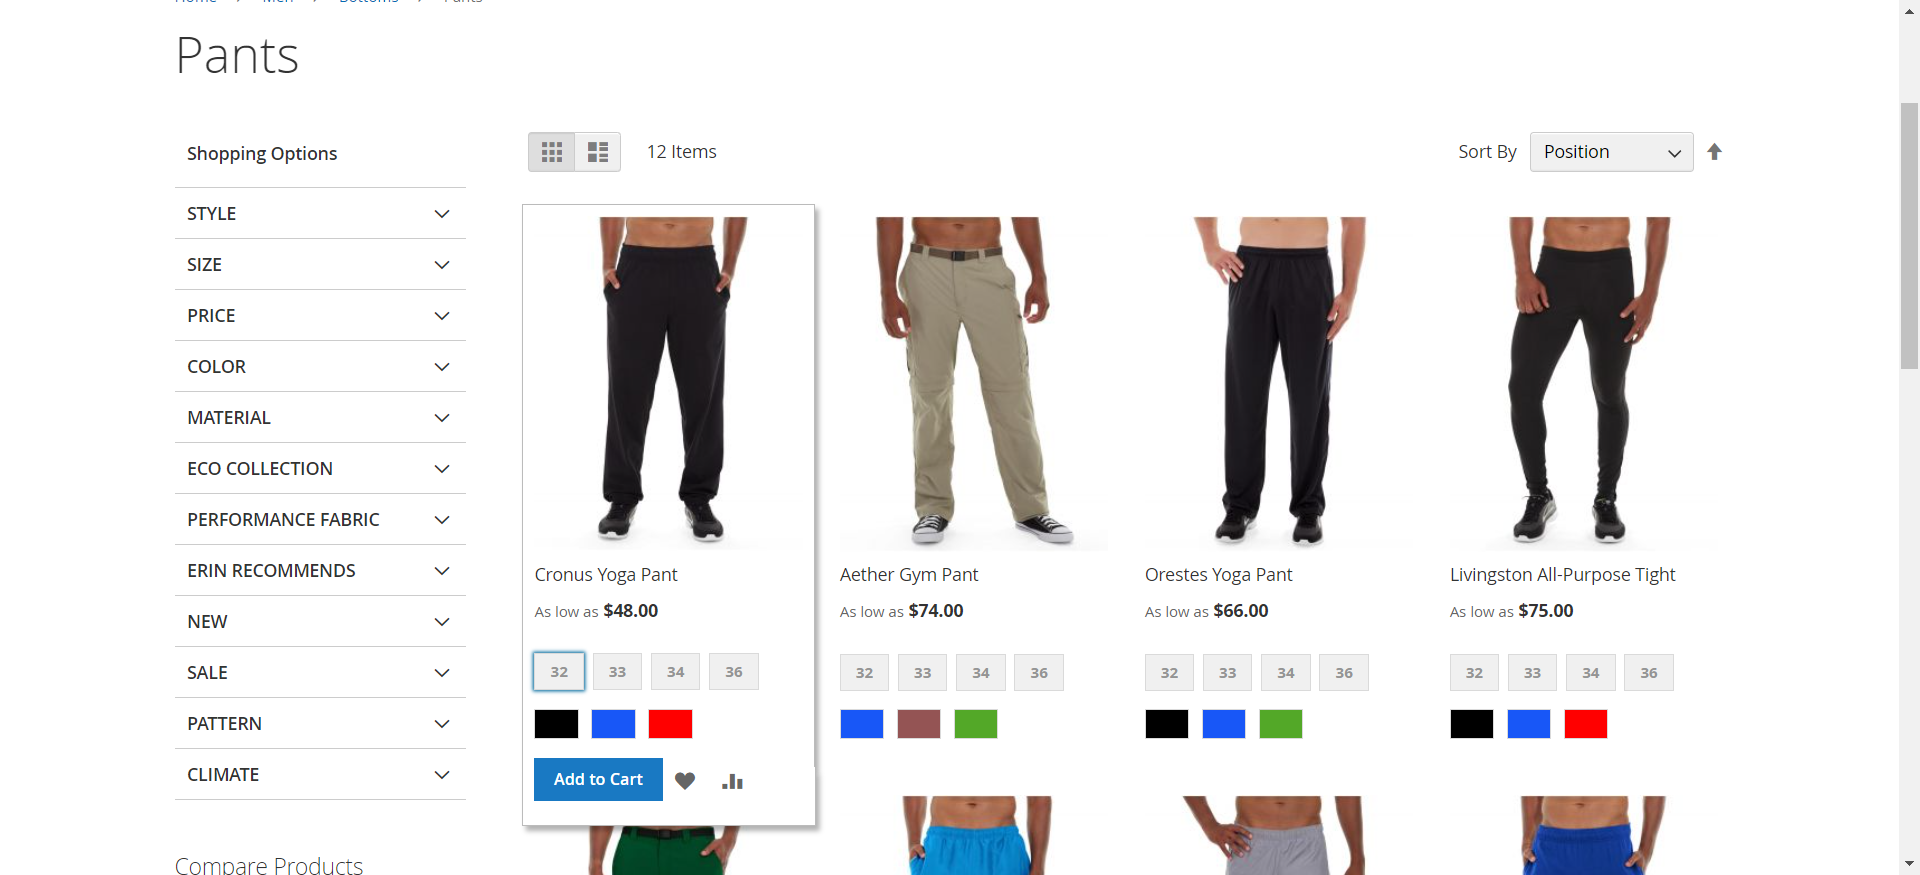 Home > Men > Bottoms > Pants
Pants
Shopping Options
12 Items
Sort By
Position
STYLE
SIZE
PRICE
COLOR
MATERIAL
ECO COLLECTION
PERFORMANCE FABRIC
ERIN RECOMMENDS
NEW
SALE
PATTERN
CLIMATE
Compare Products
Cronus Yoga Pant
As low as $48.00
32 33 34 36
Add to Cart
Aether Gym Pant
As low as $74.00
32 33 34 36
Orestes Yoga Pant
As low as $66.00
32 33 34 36
Livingston All-Purpose Tight
As low as $75.00
32 33 34 36